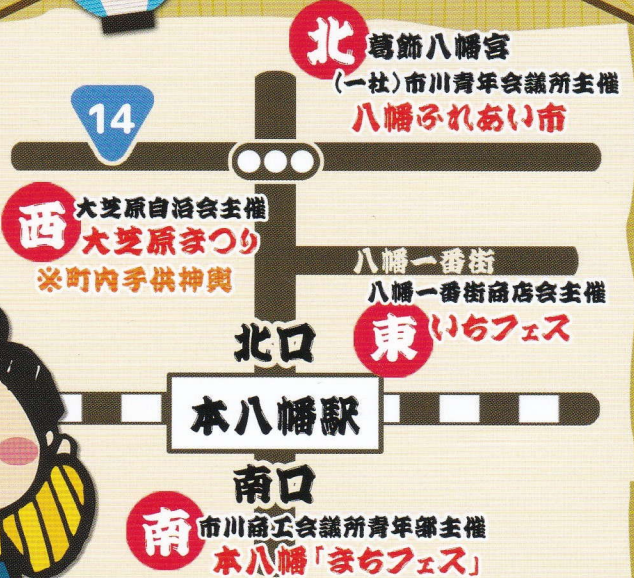 北
葛飾八幡宮
(一社)市川青年会議所主催
八幡ふれあい市
14
西
大芝原自治会主催
大芝原まつり
※町内子供神輿
八幡一番街
八幡一番街商店会主催
東
いちフェス
北口
本八幡駅
南口
南
市川商工会議所青年部主催
本八幡「まちフェス」